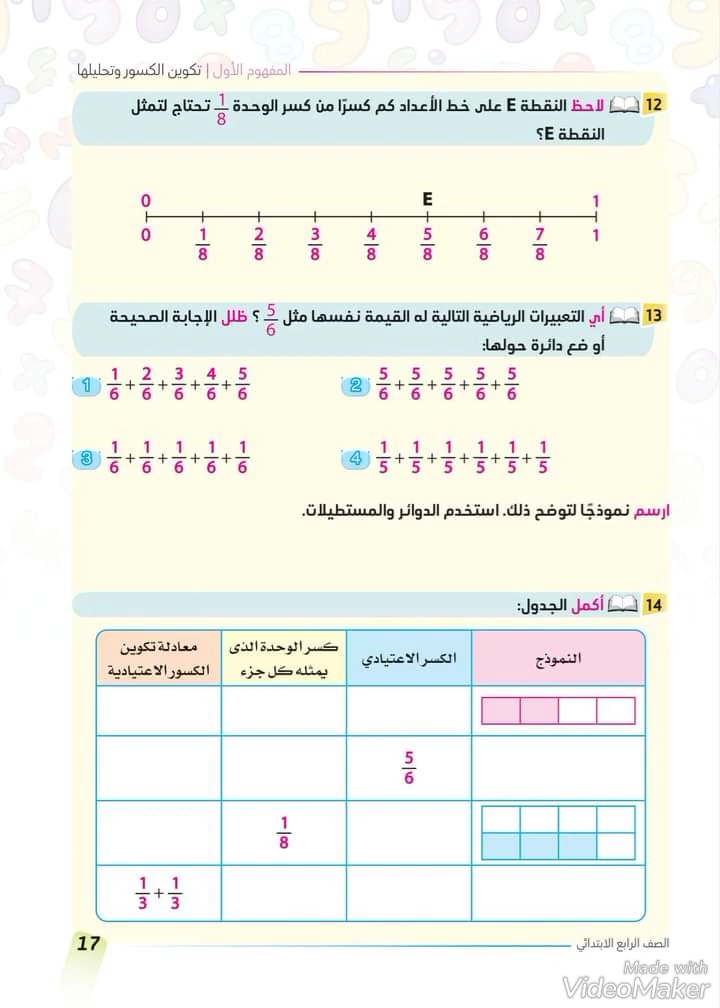 المفهوم الأول | تكوين الكسور وتحليلها
12 لاحظ النقطة E على خط الأعداد كم كسرًا من كسر الوحدة 1/8 تحتاج لتمثل
النقطة E؟
0 E 1
0 1/8 2/8 3/8 4/8 5/8 6/8 7/8 1
13 أي التعبيرات الرياضية التالية له القيمة نفسها مثل 5/6 ؟ ظلل الإجابة الصحيحة
أو ضع دائرة حولها:
1 1/6 + 2/6 + 3/6 + 4/6 + 5/6
2 5/6 + 5/6 + 5/6 + 5/6 + 5/6
3 1/6 + 1/6 + 1/6 + 1/6 + 1/6
4 1/5 + 1/5 + 1/5 + 1/5 + 1/5 + 1/5
ارسم نموذجًا لتوضح ذلك. استخدم الدوائر والمستطيلات.
14 أكمل الجدول:
النموذج
الكسر الاعتيادي
كسر الوحدة الذى
يمثله كل جزء
معادلة تكوين
الكسور الاعتيادية
5/6
1/8
1/3 + 1/3
الصف الرابع الابتدائي
17
Made with
VideoMaker